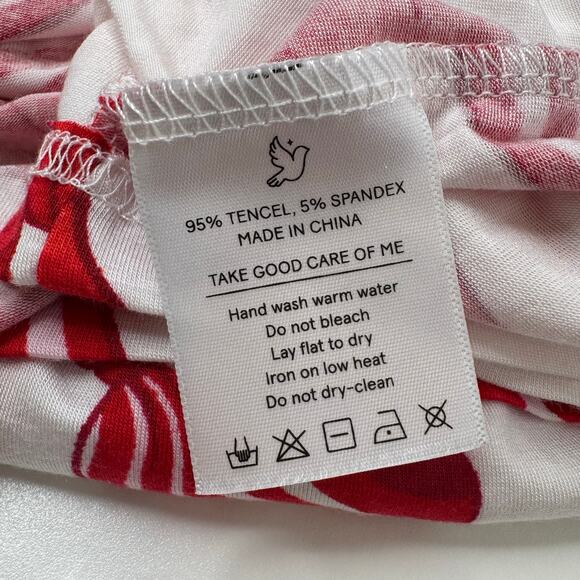 95% TENCEL, 5% SPANDEX
MADE IN CHINA
TAKE GOOD CARE OF ME
Hand wash warm water
Do not bleach
Lay flat to dry
Iron on low heat
Do not dry-clean